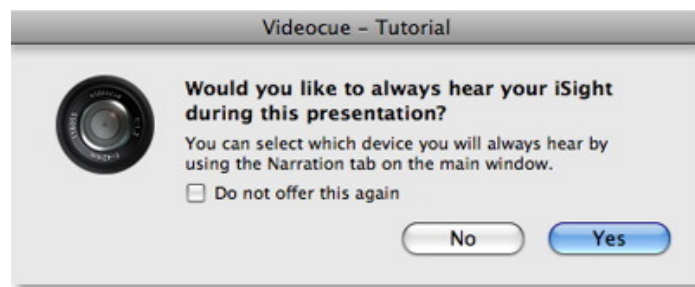 Videocue – Tutorial
Would you like to always hear your iSight
during this presentation?
You can select which device you will always hear by
using the Narration tab on the main window.
Do not offer this again
No
Yes